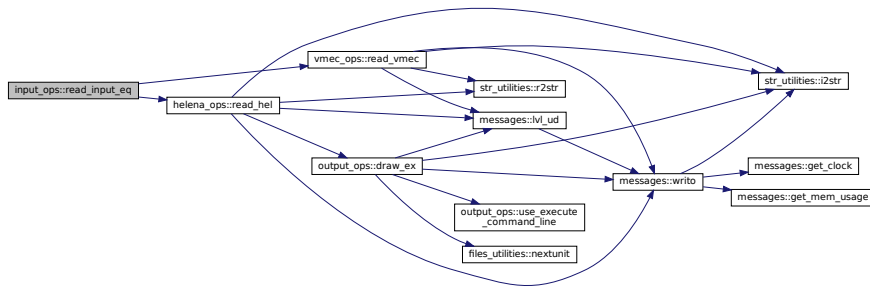 input_ops::read_input_eq
vmec_ops::read_vmec
helena_ops::read_hel
str_utilities::r2str
messages::lvl_ud
output_ops::draw_ex
output_ops::use_execute
_command_line
files_utilities::nextunit
str_utilities::i2str
messages::writo
messages::get_clock
messages::get_mem_usage